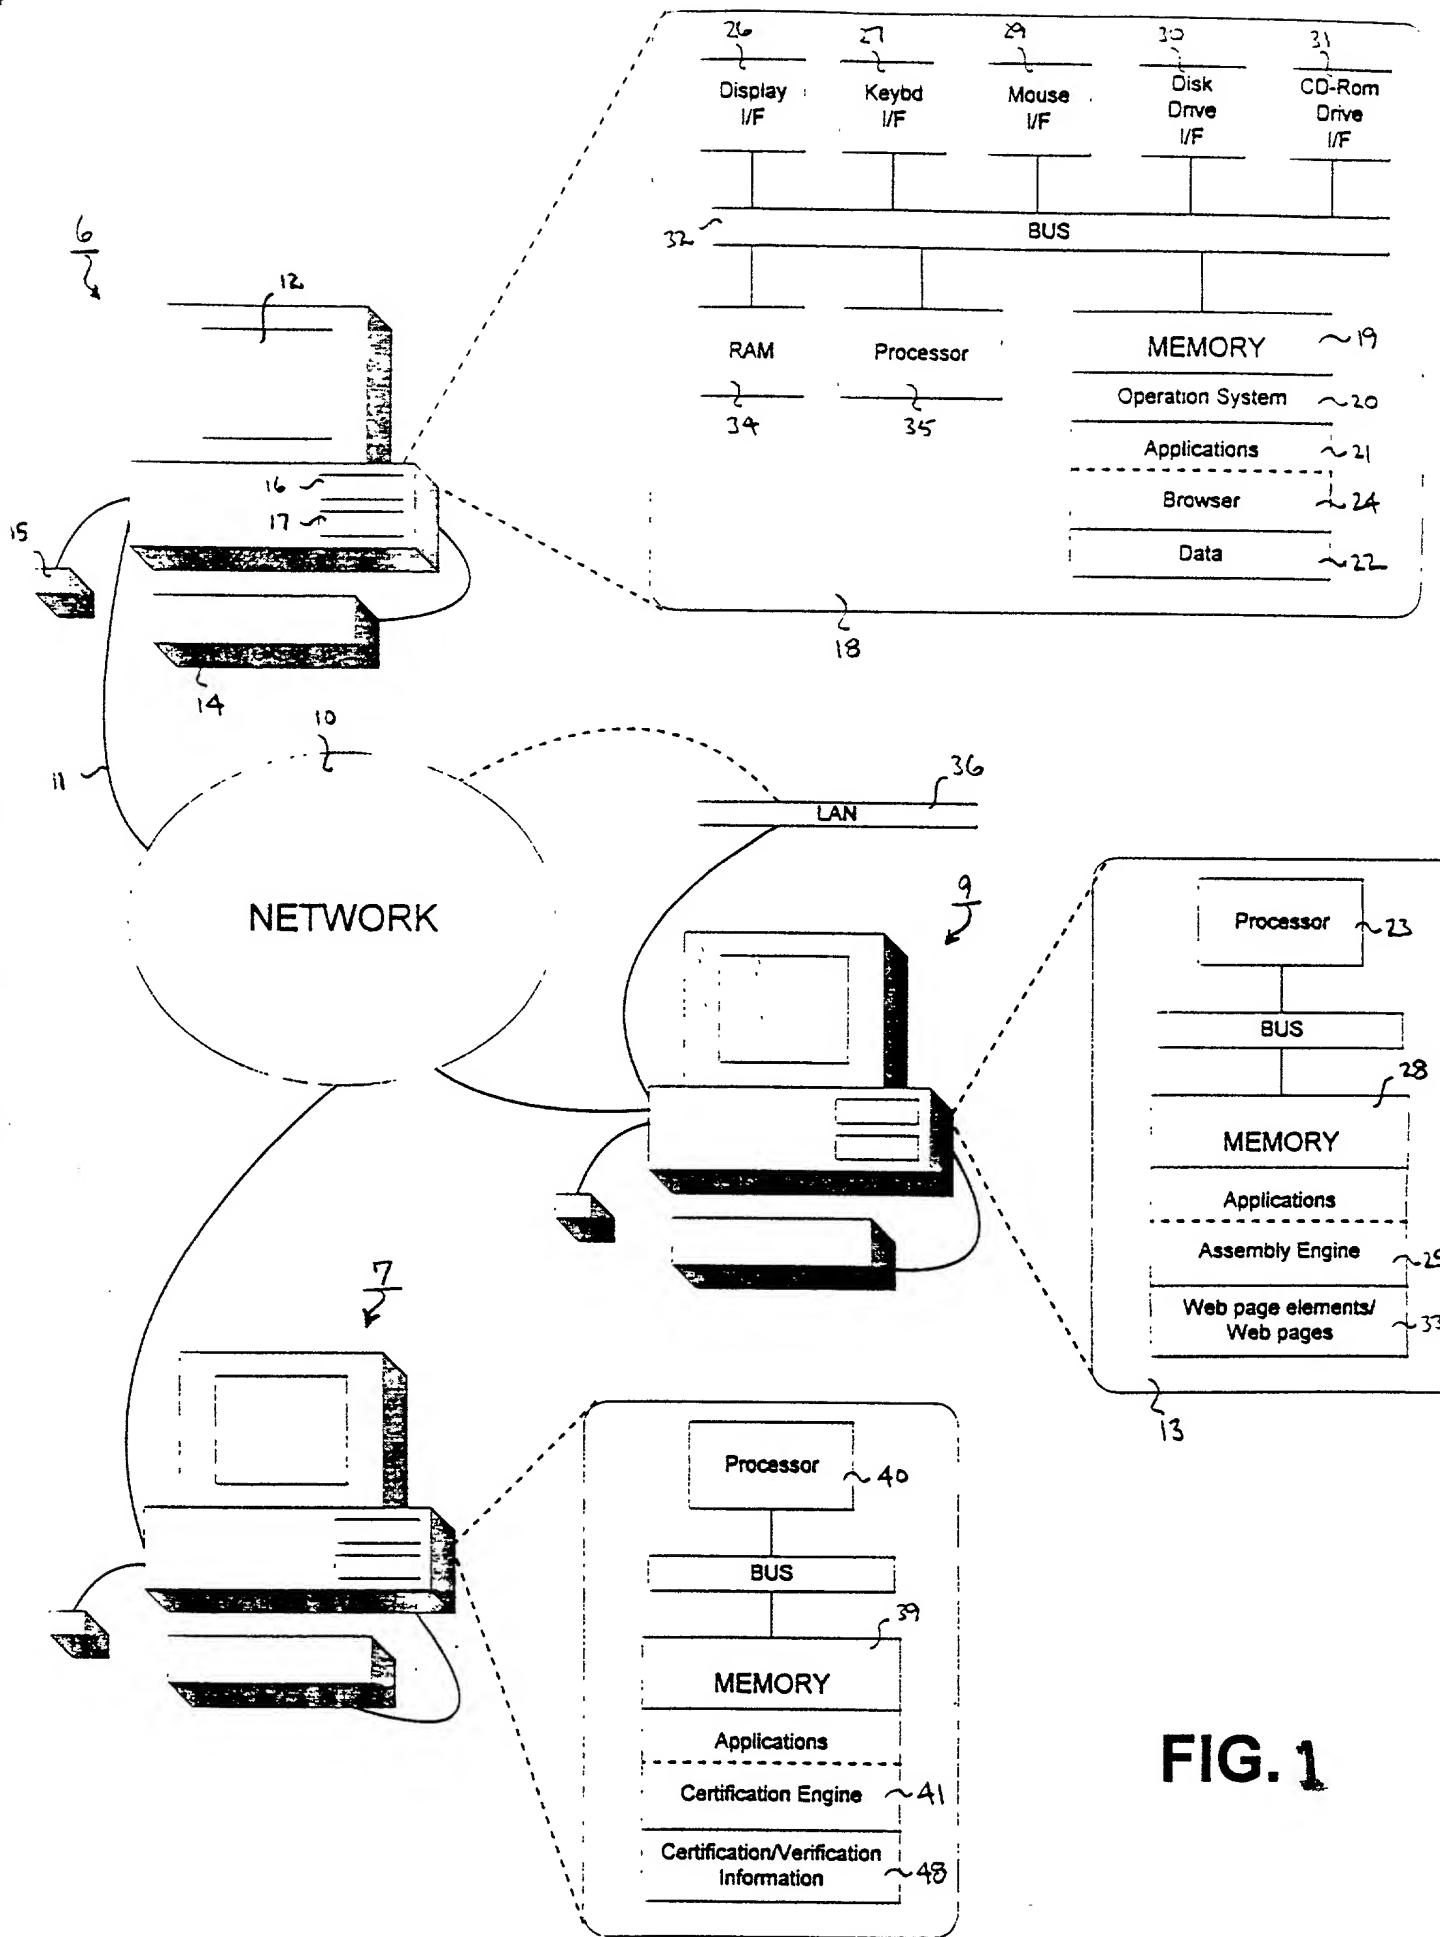 26 27 29 30 31
Display I/F
Keybd I/F
Mouse I/F
Disk Drive I/F
CD-Rom Drive I/F
32
BUS
6
12
RAM
Processor
MEMORY 19
34 35
Operation System 20
Applications 21
Browser 24
Data 22
16
17
15
18
14
10
11
36
LAN
NETWORK
9
Processor 23
BUS
28
MEMORY
Applications
Assembly Engine
Web page elements/
Web pages 33
13
7
Processor 40
BUS
39
MEMORY
Applications
Certification Engine 41
Certification/Verification
Information 48
FIG. 1